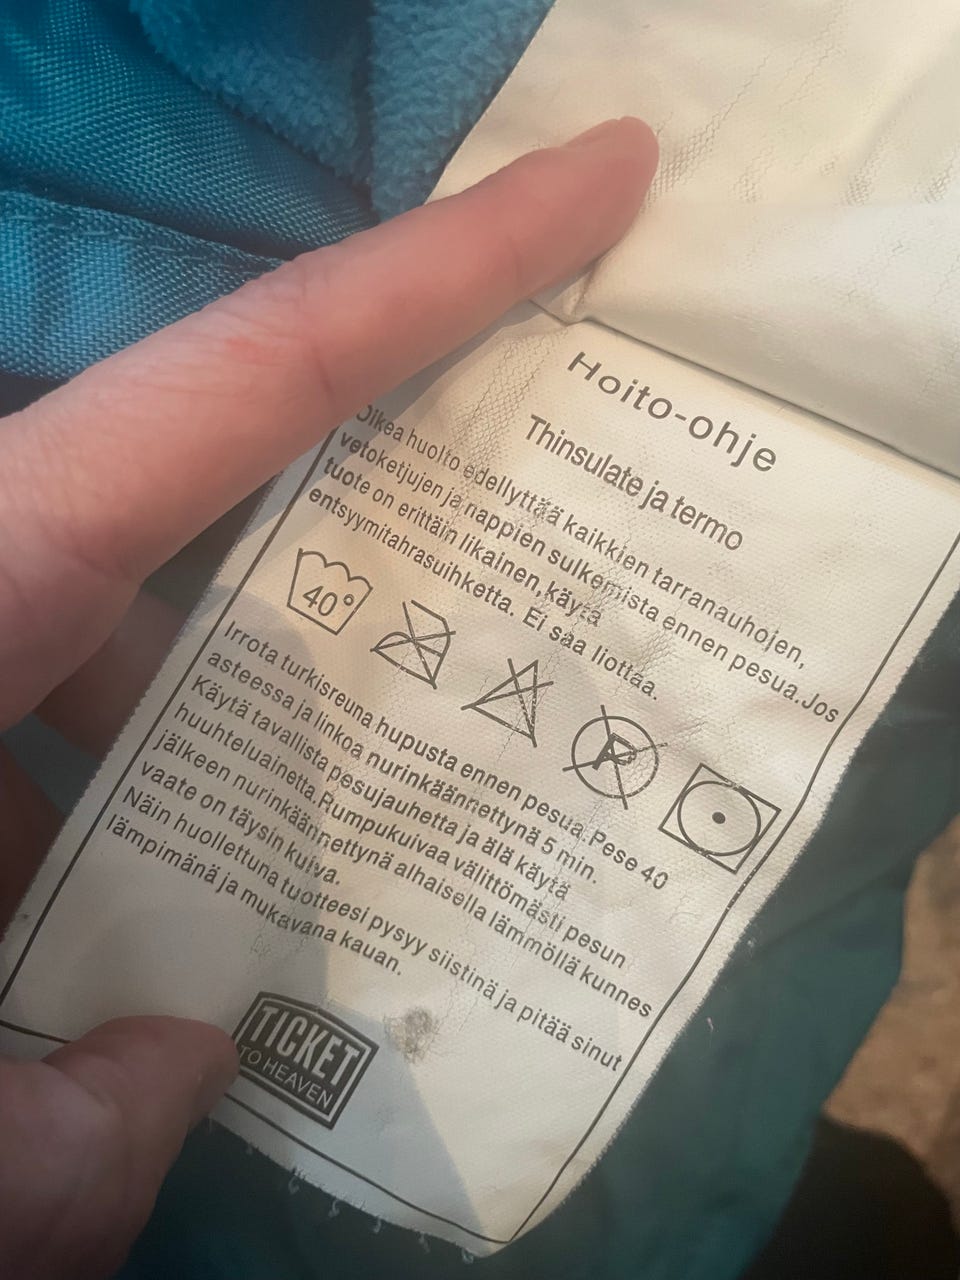 Hoito-ohje
Thinsulate ja termo
Oikea huolto edellyttää kaikkien tarranauhojen,
vetoketjujen ja nappien sulkemista ennen pesua.Jos
tuote on erittäin likainen,käytä
entsyymitahrasuihketta. Ei saa liottaa.
40°
P
Irrota turkisreuna hupusta ennen pesua. Pese 40
asteessa ja linkoa nurinkäännettynä 5 min.
Käytä tavallista pesujauhetta ja älä käytä
huuhteluainetta.Rumpukuivaa välittömästi pesun
jälkeen nurinkäännettynä alhaisella lämmöllä kunnes
vaate on täysin kuiva.
Näin huollettuna tuotteesi pysyy siistinä ja pitää sinut
lämpimänä ja mukavana kauan.
TICKET
TO HEAVEN